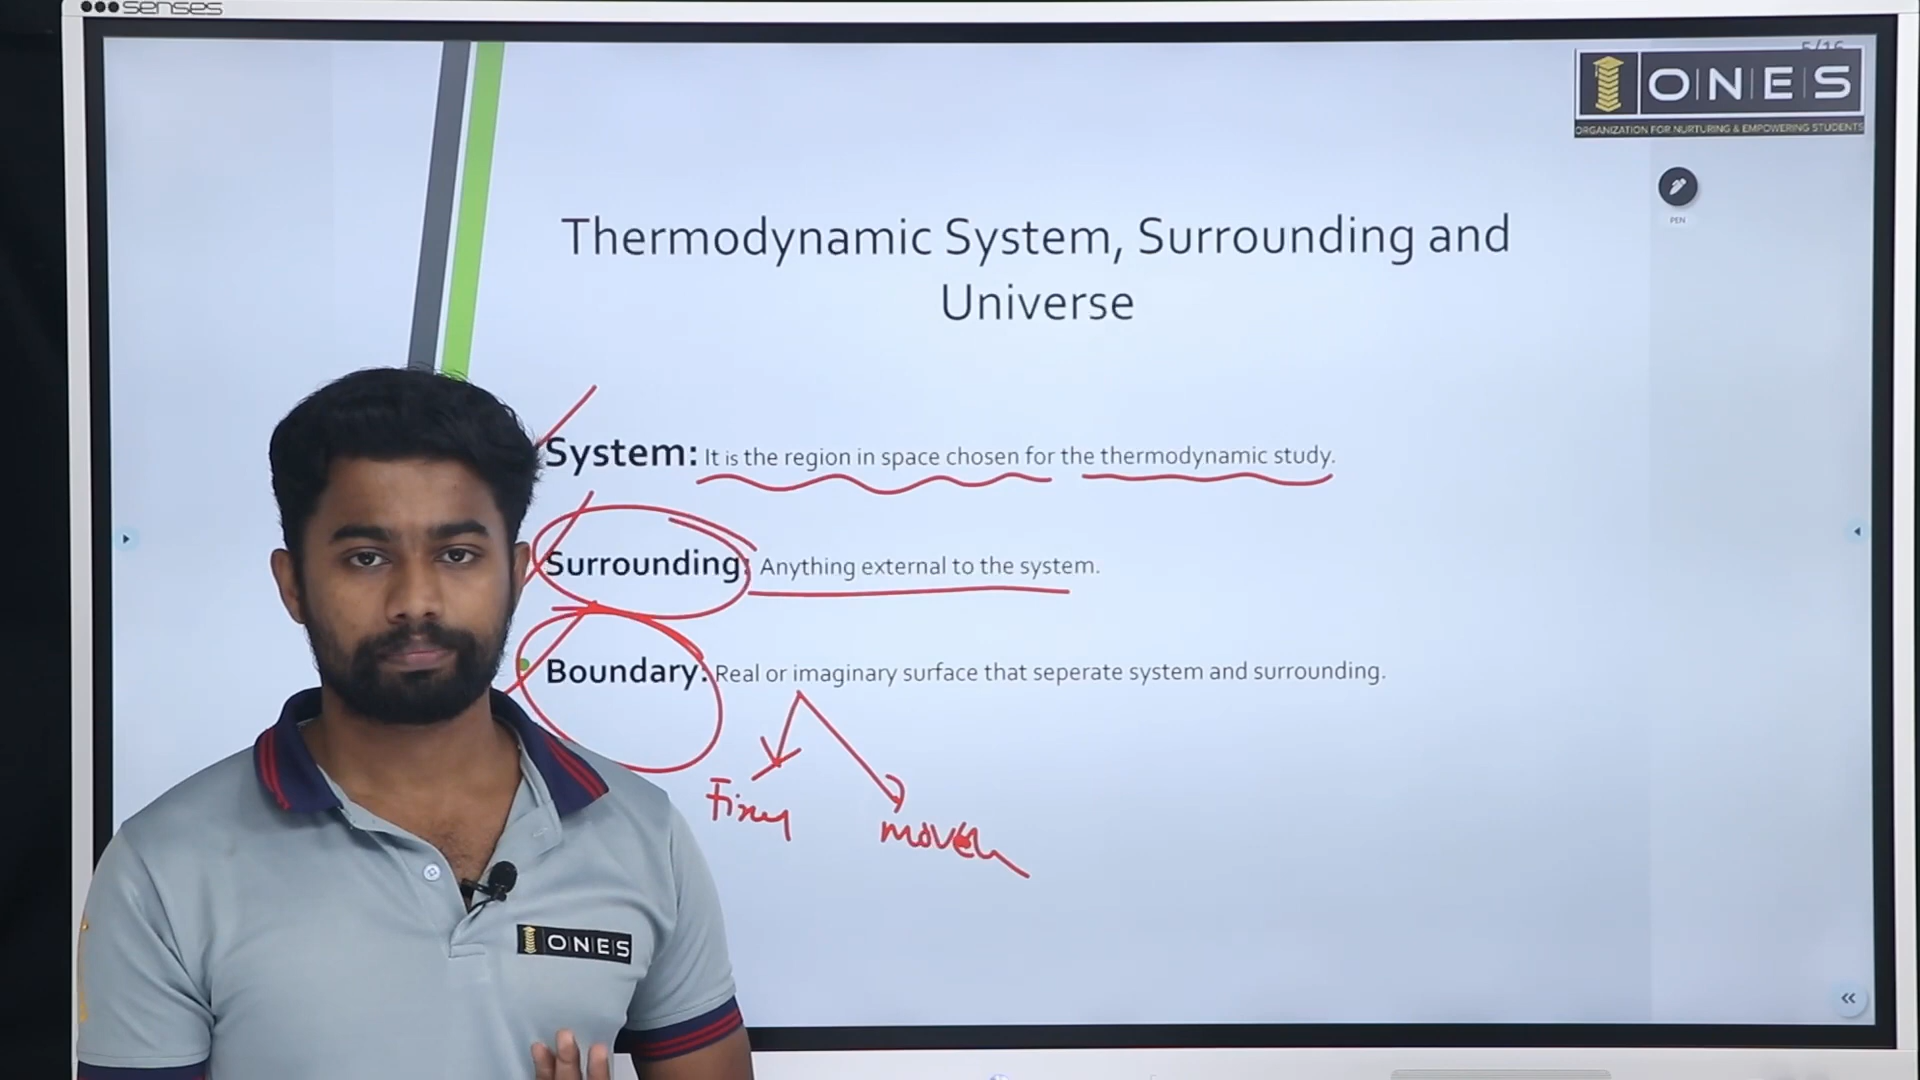 senses
5/16
ONES
ORGANIZATION FOR NURTURING & EMPOWERING STUDENTS
PEN
Thermodynamic System, Surrounding and
Universe
System: It is the region in space chosen for the thermodynamic study.
Surrounding: Anything external to the system.
Boundary: Real or imaginary surface that seperate system and surrounding.
ONES